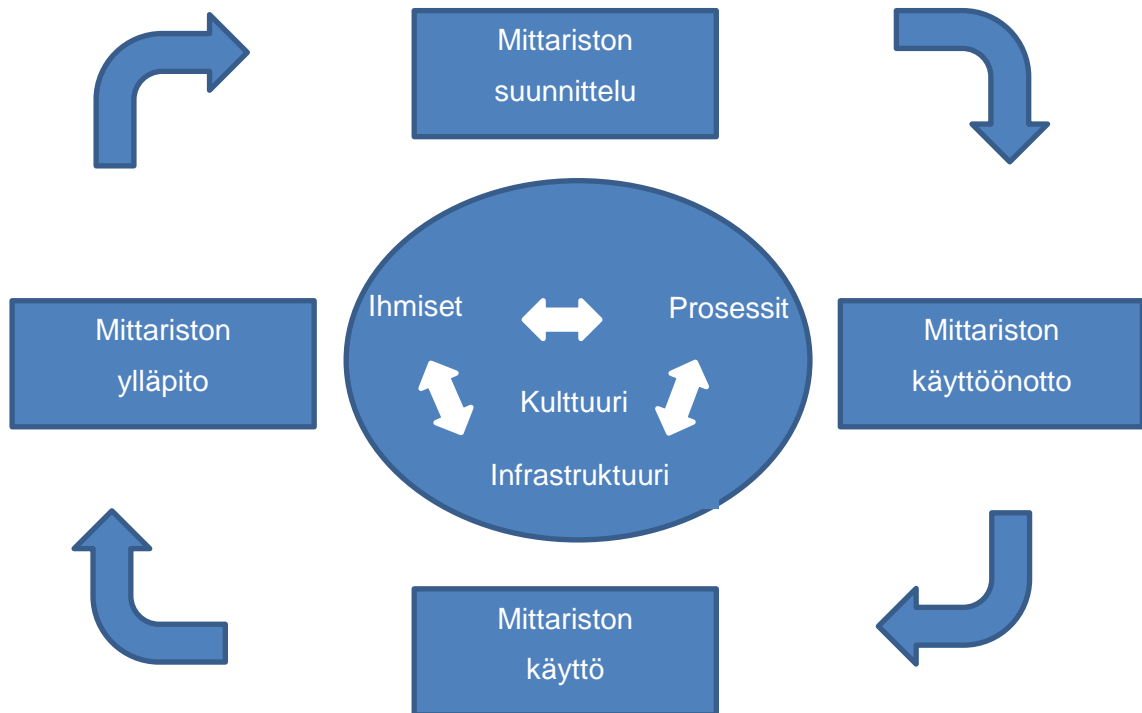 Mittariston
suunnittelu
Ihmiset
Prosessit
Mittariston
ylläpito
Kulttuuri
Mittariston
käyttöönotto
Infrastruktuuri
Mittariston
käyttö